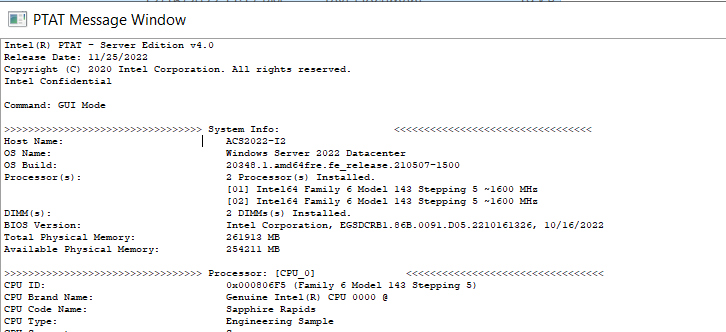 PTAT Message Window
Intel(R) PTAT - Server Edition v4.0
Release Date: 11/25/2022
Copyright (C) 2020 Intel Corporation. All rights reserved.
Intel Confidential
Command: GUI Mode
>>>>>>>>>>>>>>>>>>>>>>>>>>>>>>>>> System Info: <<<<<<<<<<<<<<<<<<<<<<<<<<<<<<<<<
Host Name: ACS2022-I2
OS Name: Windows Server 2022 Datacenter
OS Build: 20348.1.amd64fre.fe_release.210507-1500
Processor(s): 2 Processor(s) Installed.
[01] Intel64 Family 6 Model 143 Stepping 5 ~1600 MHz
[02] Intel64 Family 6 Model 143 Stepping 5 ~1600 MHz
DIMM(s): 2 DIMMs(s) Installed.
BIOS Version: Intel Corporation, EGSDCRB1.86B.0091.D05.2210161326, 10/16/2022
Total Physical Memory: 261913 MB
Available Physical Memory: 254211 MB
>>>>>>>>>>>>>>>>>>>>>>>>>>>>>>>>> Processor: [CPU_0] <<<<<<<<<<<<<<<<<<<<<<<<<<<<<<<<<
CPU ID: 0x000806F5 (Family 6 Model 143 Stepping 5)
CPU Brand Name: Genuine Intel(R) CPU 0000 @
CPU Code Name: Sapphire Rapids
CPU Type: Engineering Sample